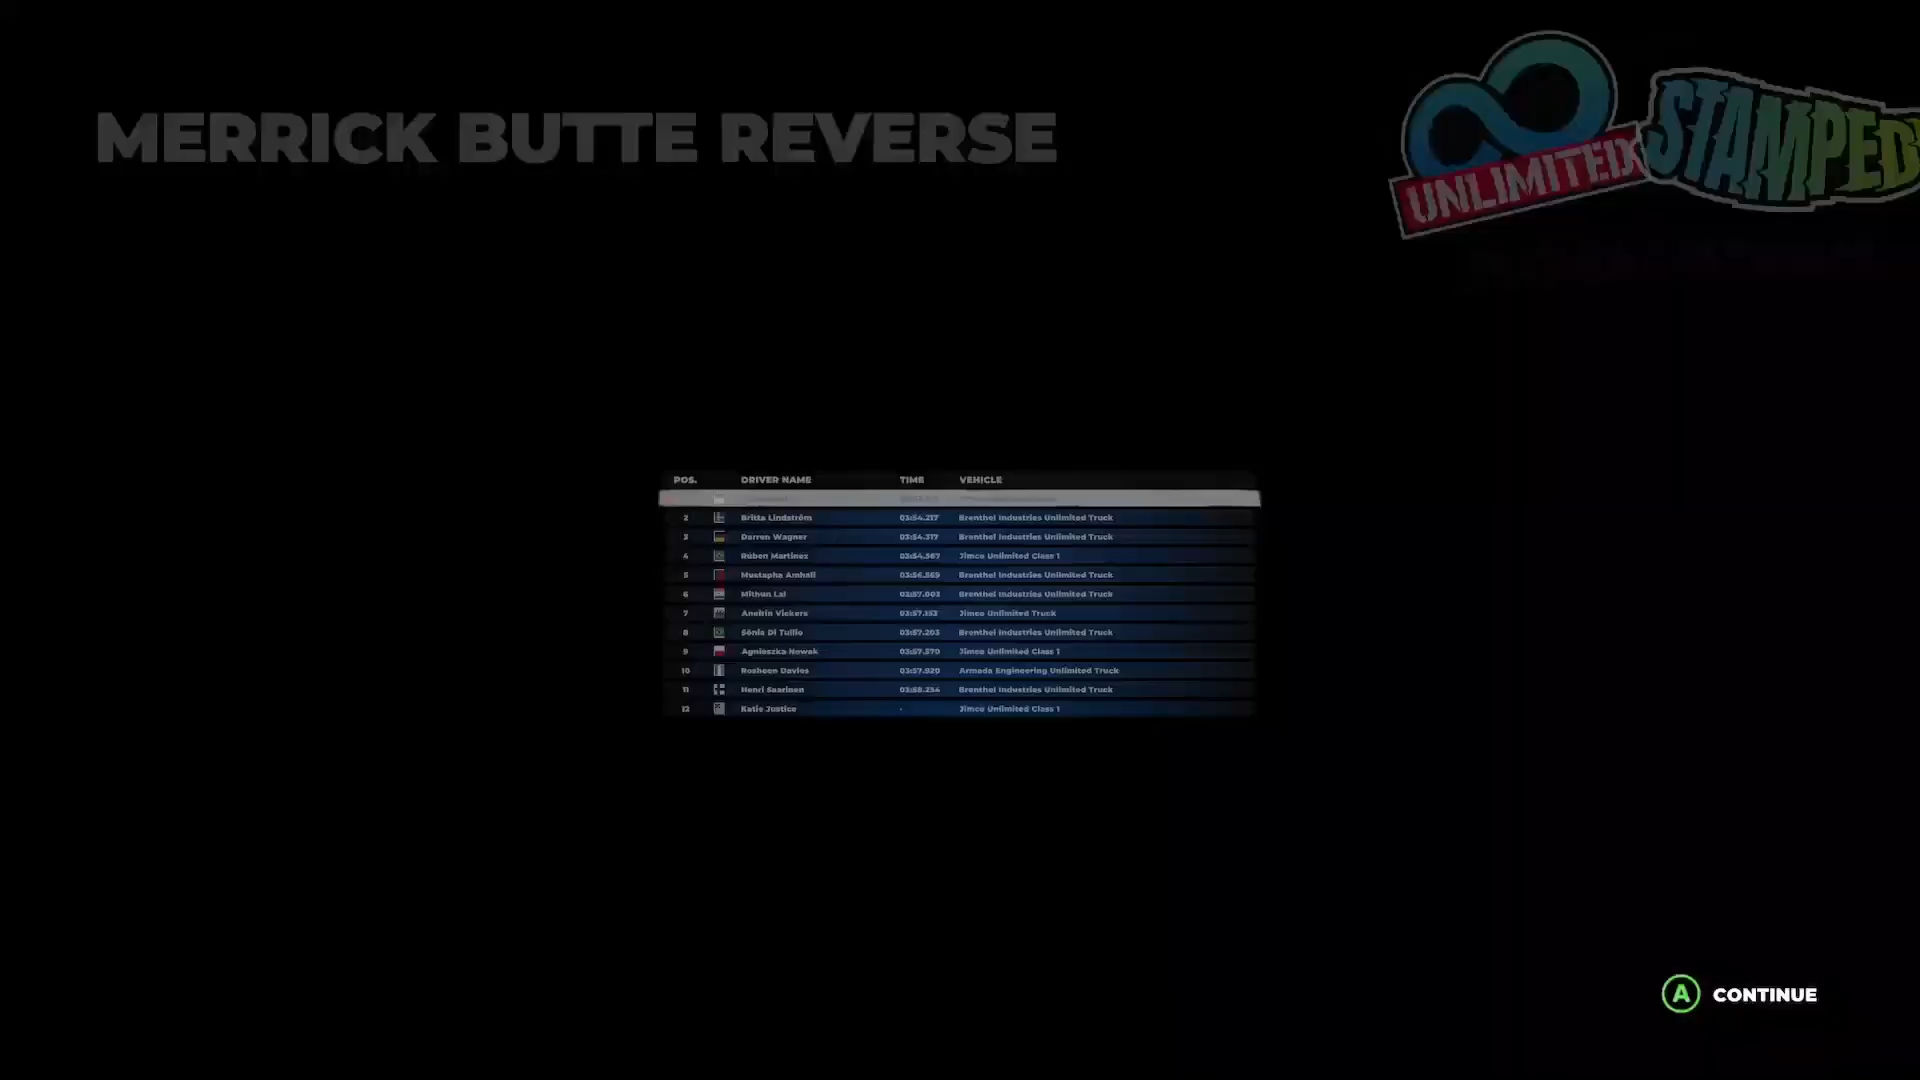 MERRICK BUTTE REVERSE
UNLIMITED
STAMPED
POS. DRIVER NAME TIME VEHICLE
2 Britta Lindström 03:54.217 Brenthel Industries Unlimited Truck
3 Darren Wagner 03:54.317 Brenthel Industries Unlimited Truck
4 Rúben Martinez 03:54.567 Jimco Unlimited Class 1
5 Mustapha Amhali 03:56.569 Brenthel Industries Unlimited Truck
6 Mithun Lal 03:57.003 Brenthel Industries Unlimited Truck
7 Aneirin Vickers 03:57.153 Jimco Unlimited Truck
8 Sônia Di Tullio 03:57.203 Brenthel Industries Unlimited Truck
9 Agnieszka Nowak 03:57.570 Jimco Unlimited Class 1
10 Rosheen Davies 03:57.920 Armada Engineering Unlimited Truck
11 Henri Saarinen 03:58.254 Brenthel Industries Unlimited Truck
12 Katie Justice - Jimco Unlimited Class 1
A CONTINUE